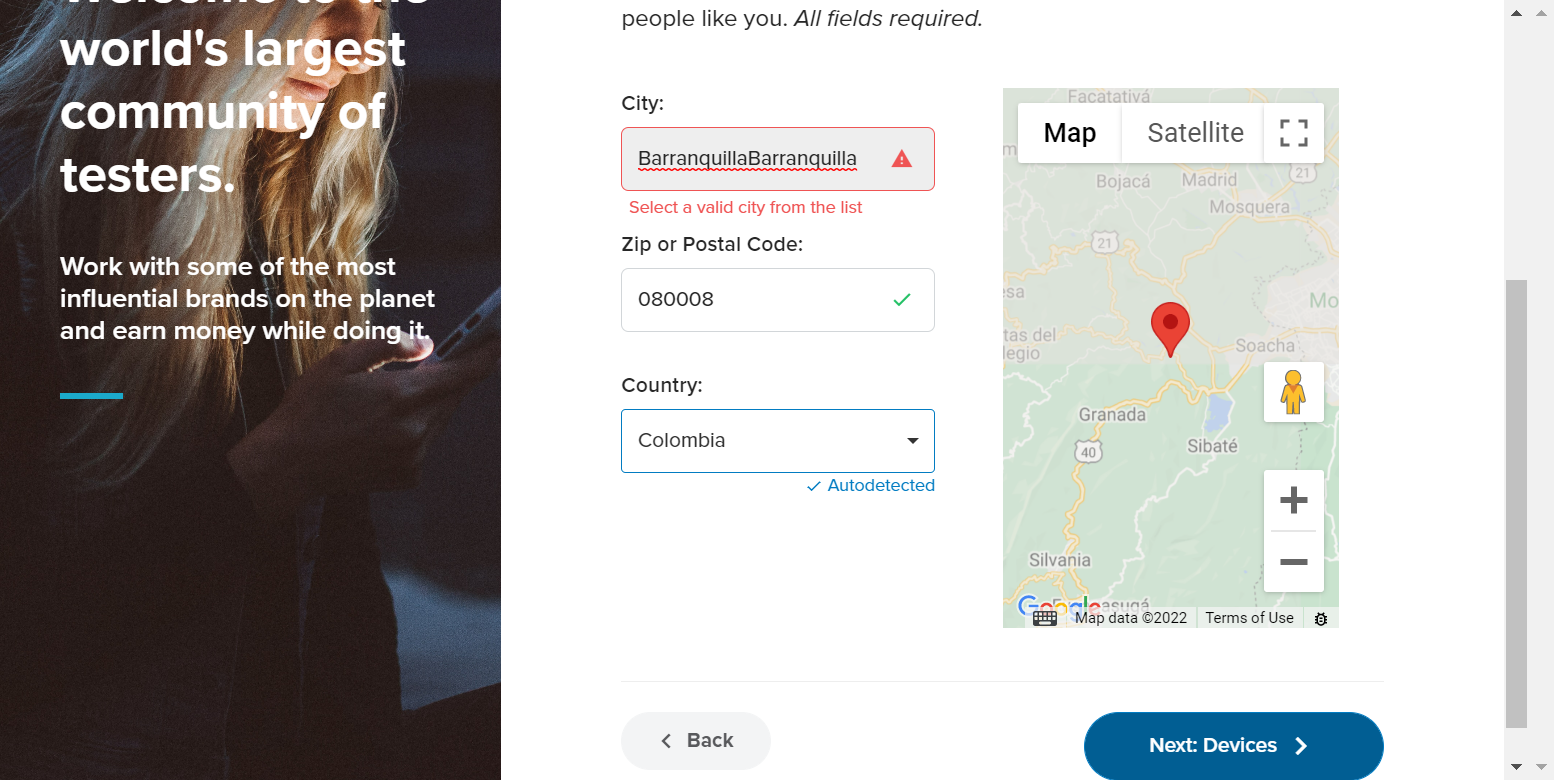 world's largest
community of
testers.
Work with some of the most
influential brands on the planet
and earn money while doing it.
people like you. All fields required.
City:
BarranquillaBarranquilla
Select a valid city from the list
Zip or Postal Code:
080008
Country:
Colombia
Autodetected
Facatativá
Map
Satellite
21
Bojacá
Madrid
Mosquera
21
Mo
esa
tas del
legio
Soacha
Granada
40
Sibaté
Silvania
Google
Map data ©2022
Terms of Use
Back
Next: Devices